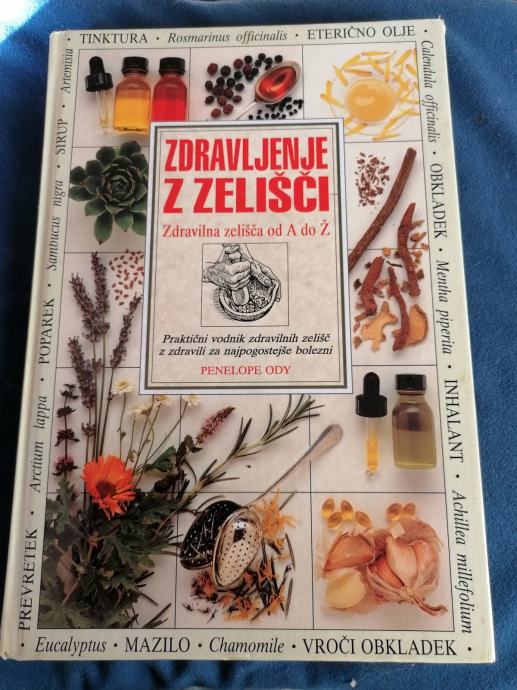 TINKTURA · Rosmarinus officinalis · ETERIČNO OLJE ·
Calendula officinalis · OBKLADEK · Mentha piperita · INHALANT · Achillea millefolium
· Eucalyptus · MAZILO · Chamomile · VROČI OBKLADEK ·
PREVRETEK · Arctium lappa · POPAREK · Sambucus nigra · SIRUP · Artemisia
ZDRAVLJENJE
Z ZELIŠČI
Zdravilna zelišča od A do Ž
Praktični vodnik zdravilnih zelišč
z zdravili za najpogostejše bolezni
PENELOPE ODY